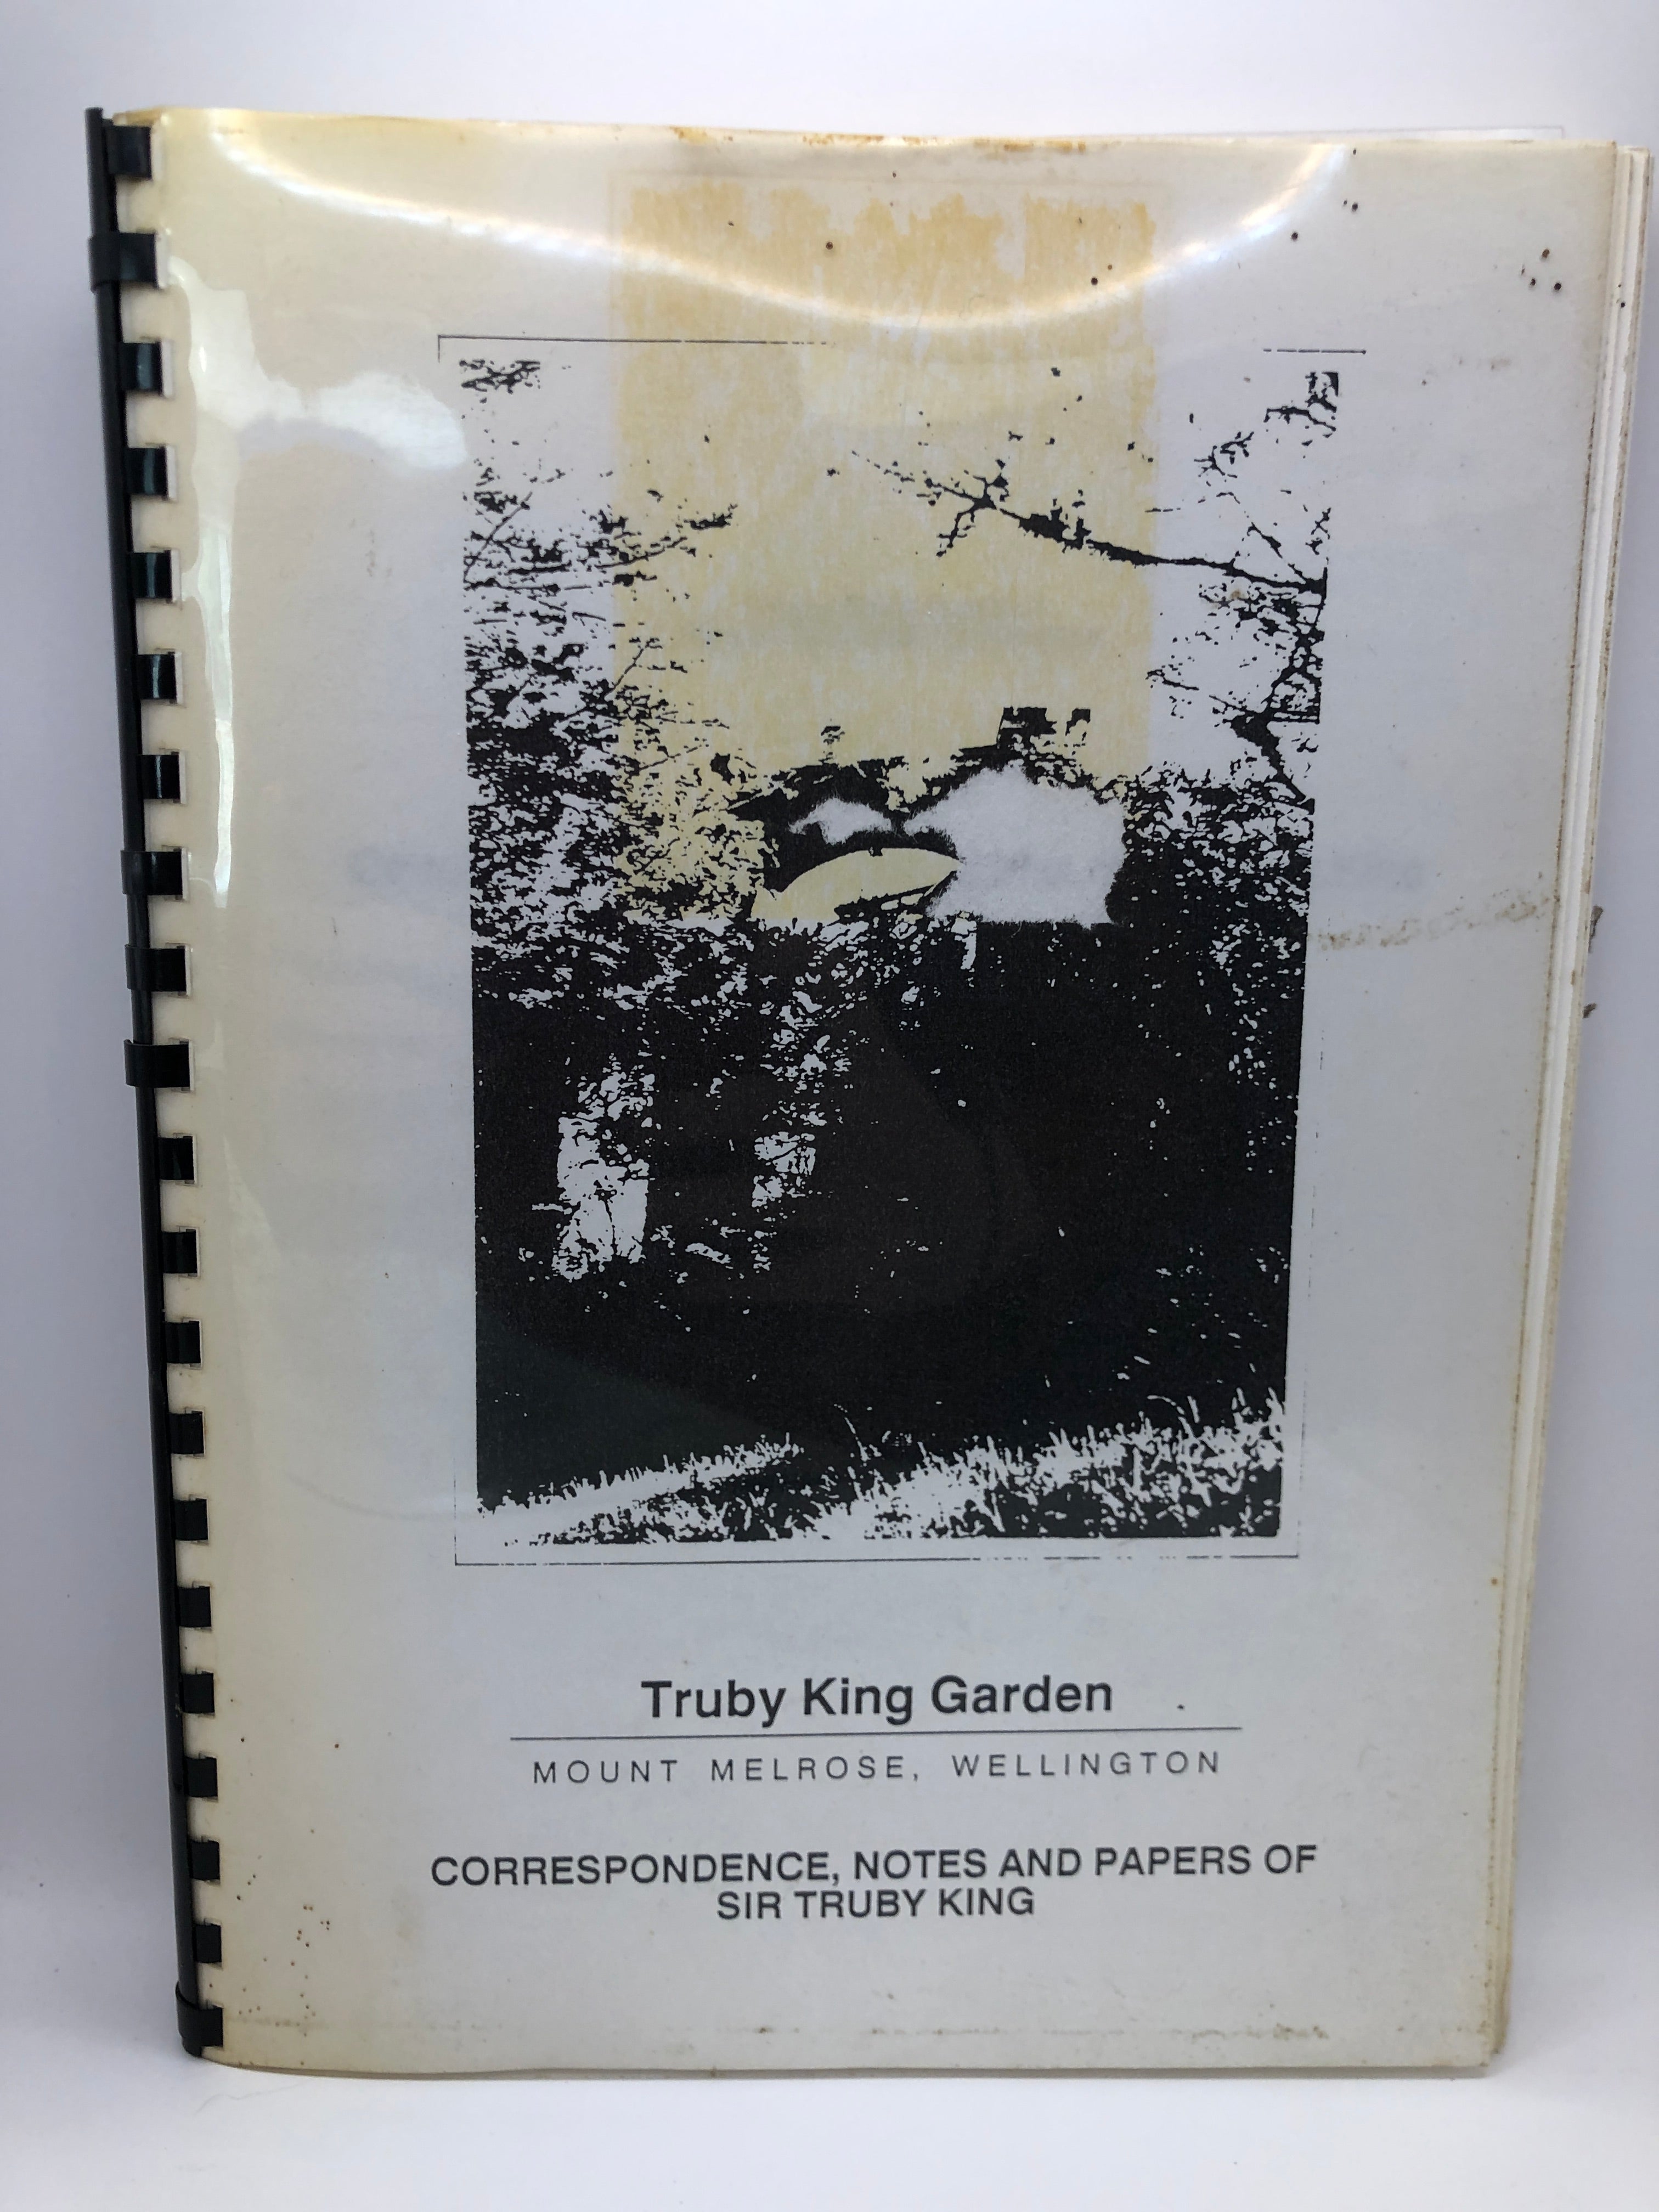 Truby King Garden
MOUNT MELROSE, WELLINGTON
CORRESPONDENCE, NOTES AND PAPERS OF
SIR TRUBY KING